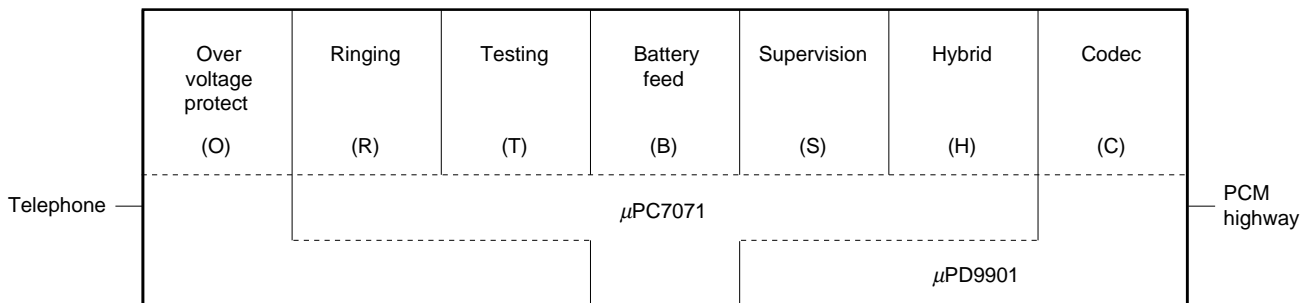 Over
voltage
protect
(O)
Ringing
(R)
Testing
(T)
Battery
feed
(B)
Supervision
(S)
Hybrid
(H)
Codec
(C)
Telephone
μPC7071
PCM
highway
μPD9901